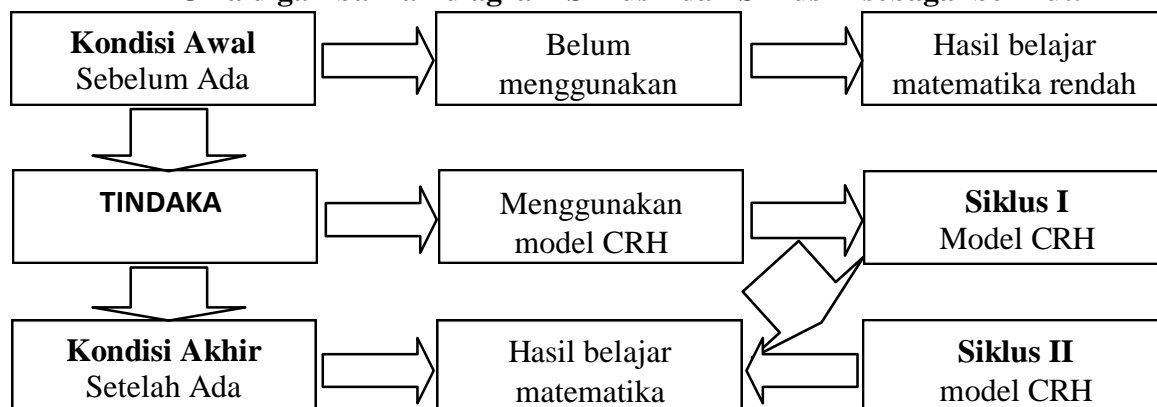 Kondisi Awal
Sebelum Ada
Belum
menggunakan
Hasil belajar
matematika rendah
TINDAKA
Menggunakan
model CRH
Siklus I
Model CRH
Kondisi Akhir
Setelah Ada
Hasil belajar
matematika
Siklus II
model CRH